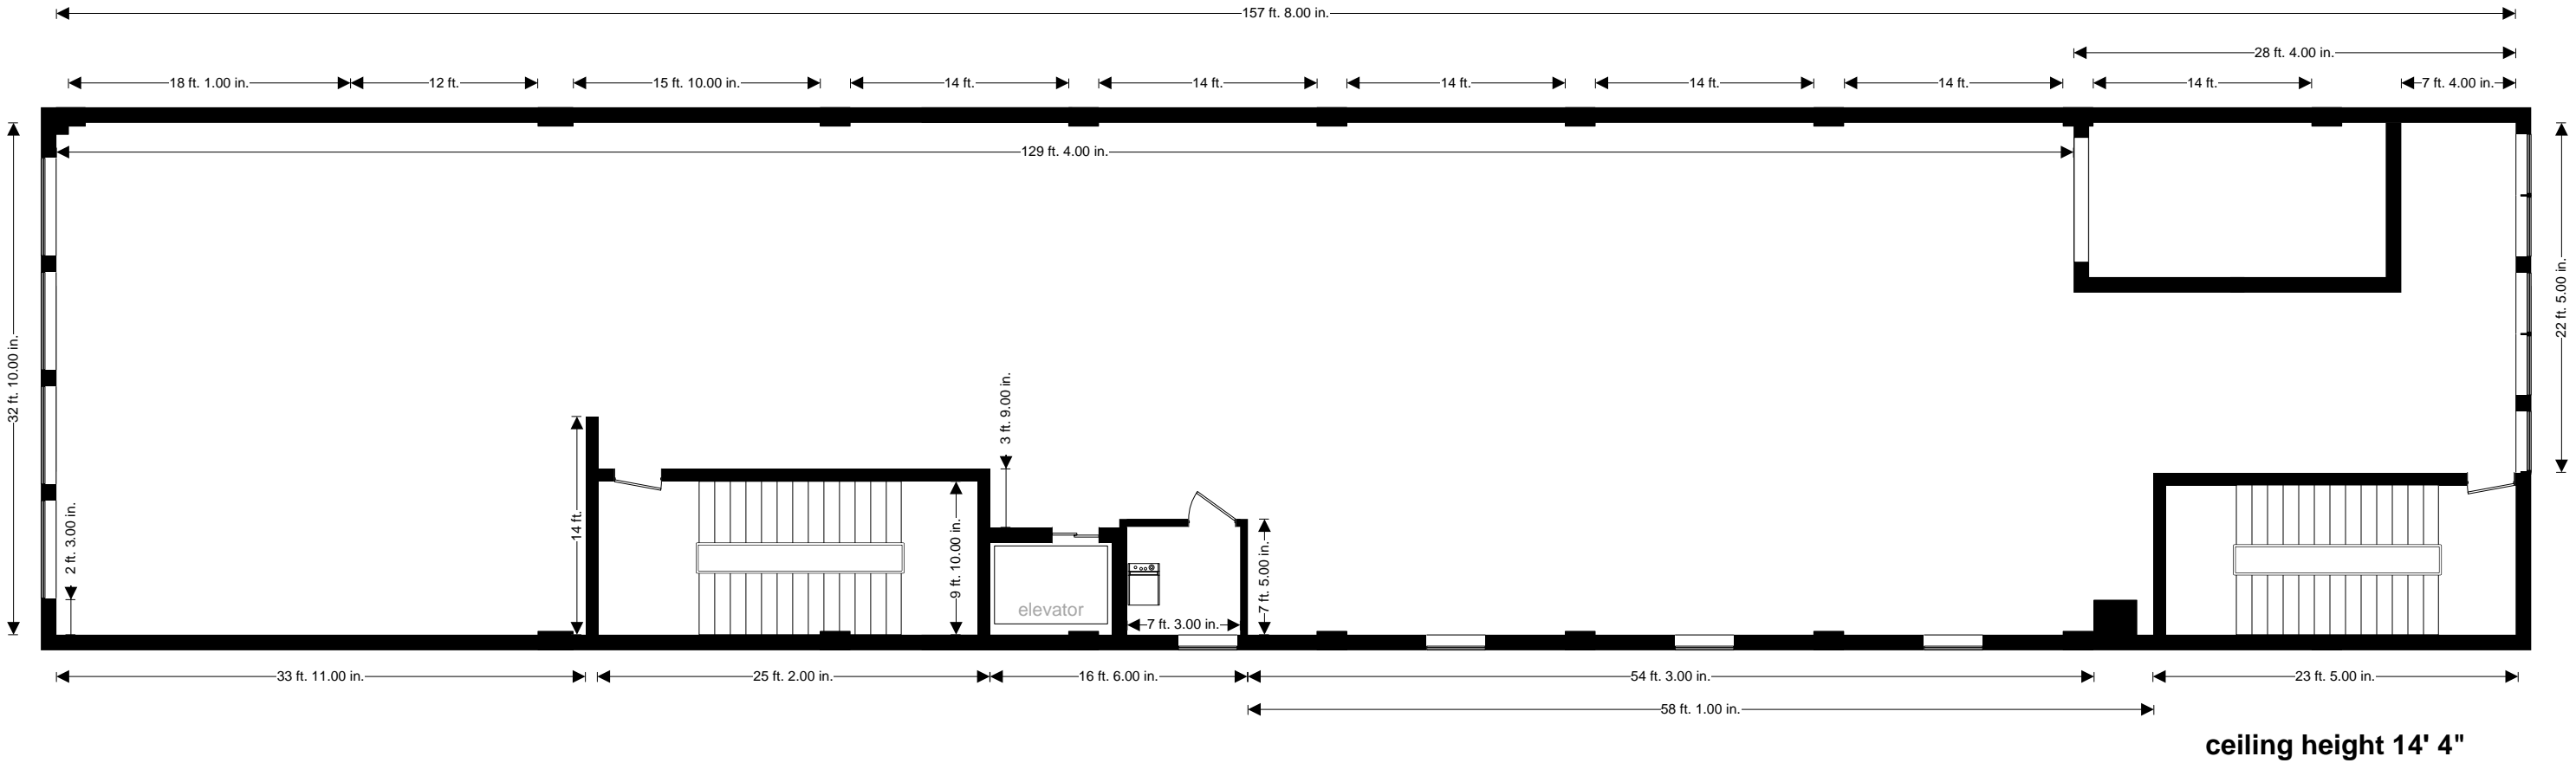 157 ft. 8.00 in.
28 ft. 4.00 in.
18 ft. 1.00 in.
12 ft.
15 ft. 10.00 in.
14 ft.
14 ft.
14 ft.
14 ft.
14 ft.
14 ft.
7 ft. 4.00 in.
129 ft. 4.00 in.
32 ft. 10.00 in.
22 ft. 5.00 in.
3 ft. 9.00 in.
2 ft. 3.00 in.
14 ft.
9 ft. 10.00 in.
7 ft. 5.00 in.
elevator
7 ft. 3.00 in.
33 ft. 11.00 in.
25 ft. 2.00 in.
16 ft. 6.00 in.
54 ft. 3.00 in.
23 ft. 5.00 in.
58 ft. 1.00 in.
ceiling height 14' 4"